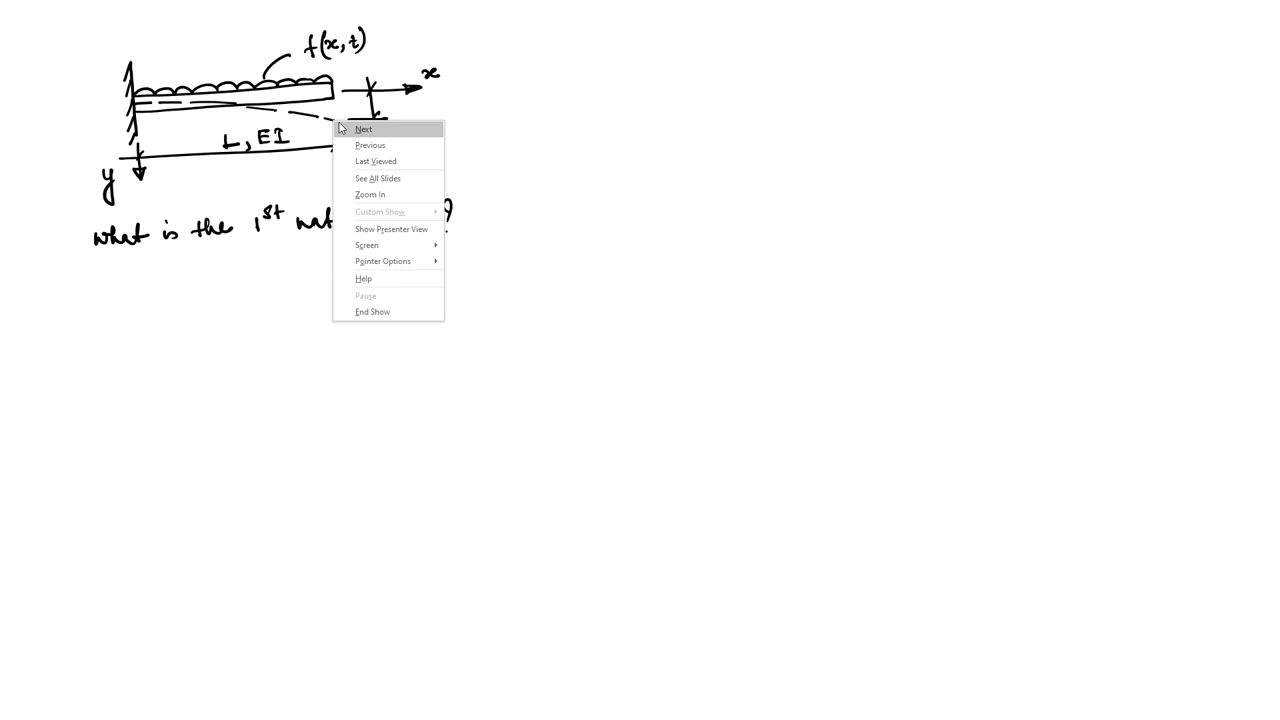 f(x, t)
x
L, EI
y
what is the 1st
?
Next
Previous
Last Viewed
See All Slides
Zoom In
Custom Show
Show Presenter View
Screen
Pointer Options
Help
Pause
End Show